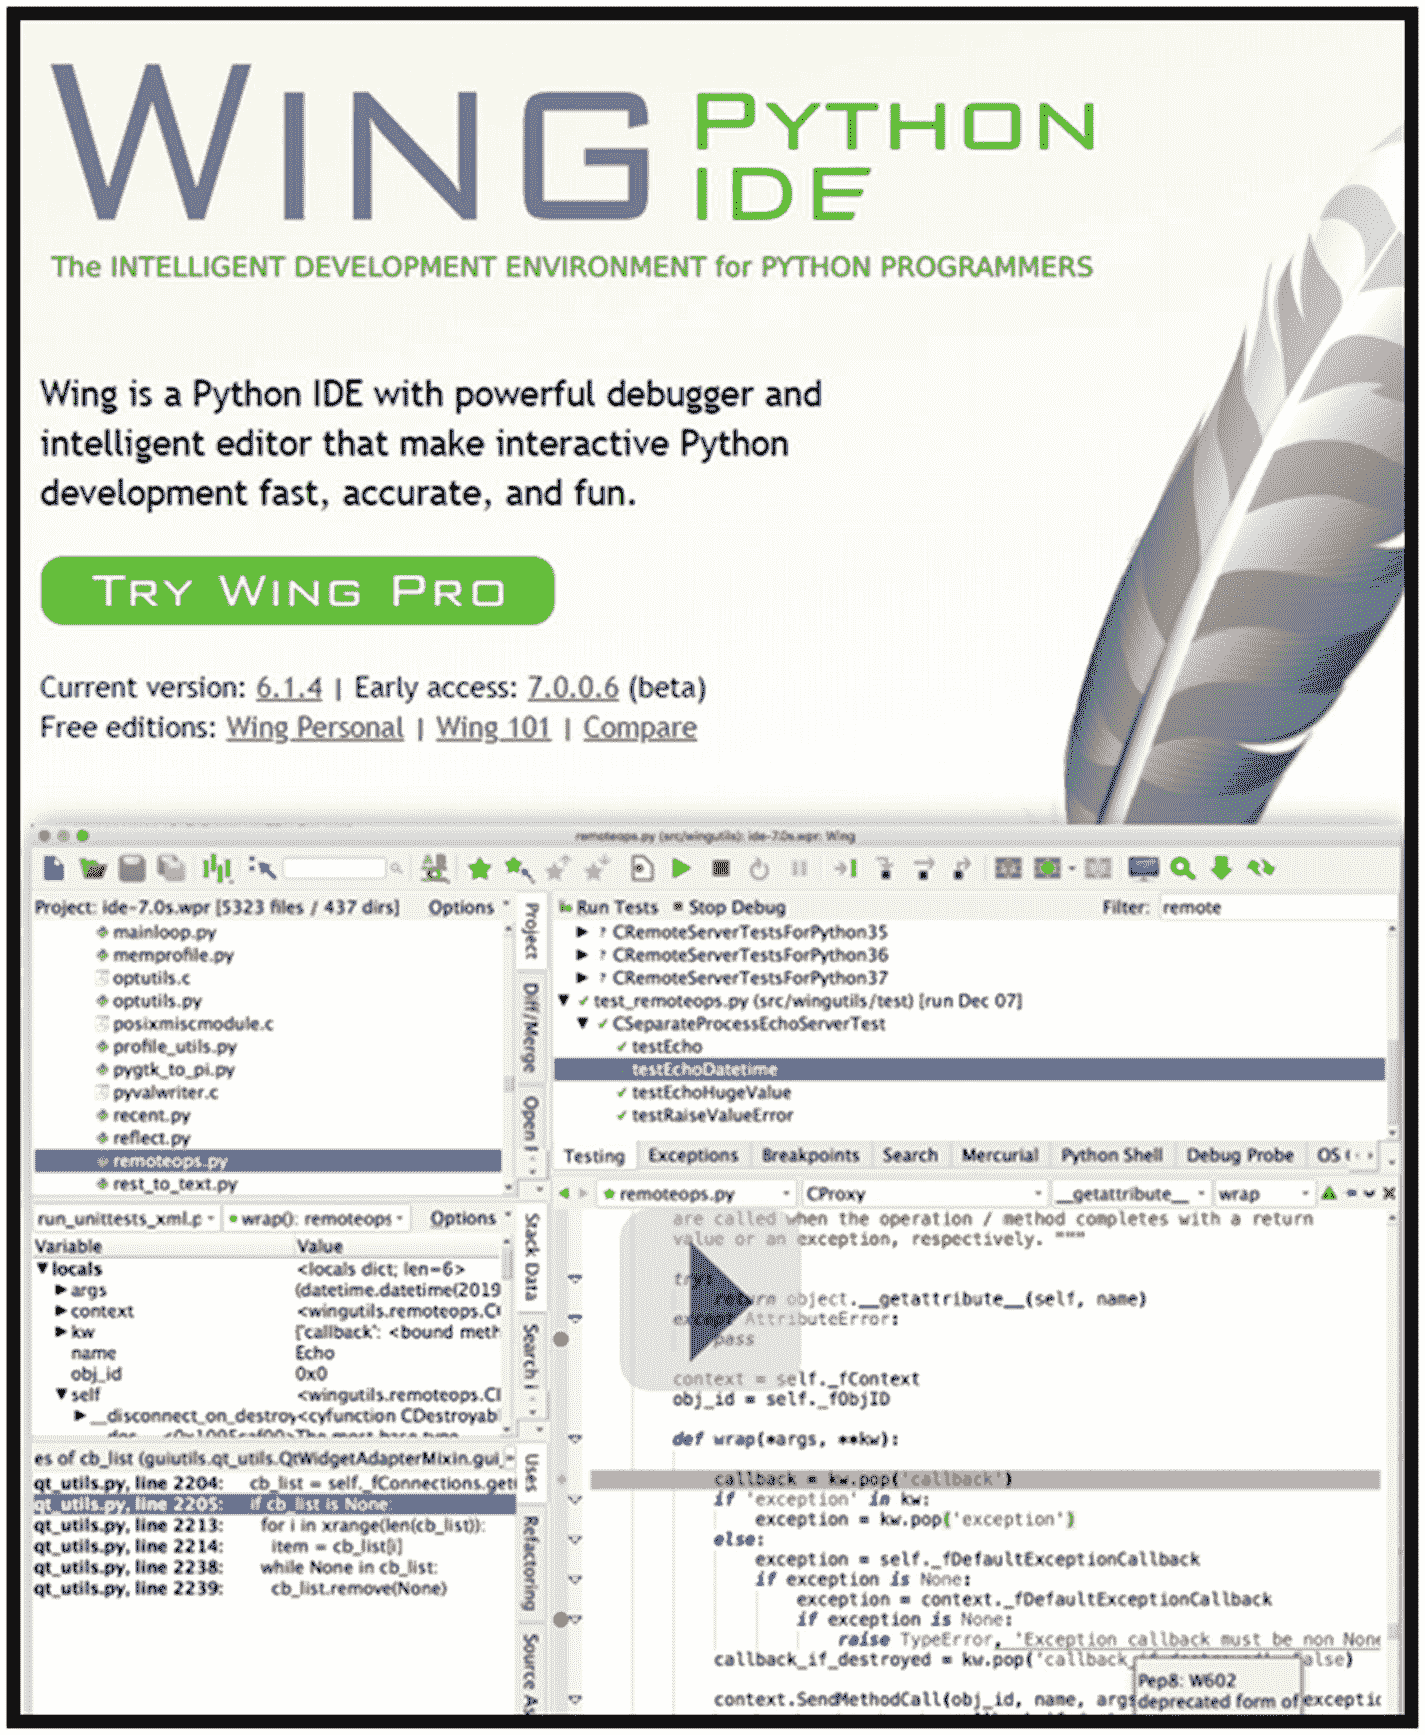 WING PYTHON
IDE
The INTELLIGENT DEVELOPMENT ENVIRONMENT for PYTHON PROGRAMMERS
Wing is a Python IDE with powerful debugger and
intelligent editor that make interactive Python
development fast, accurate, and fun.
TRY WING PRO
Current version: 6.1.4 | Early access: 7.0.0.6 (beta)
Free editions: Wing Personal | Wing 101 | Compare
remoteops.py (src/wingutils): ide-7.0s.wpr: Wing
Project: ide-7.0s.wpr [5323 files / 437 dirs] Options
mainloop.py
memprofile.py
optutils.c
optutils.py
posixmiscmodule.c
profile_utils.py
pygtk_to_pi.py
pyvalwriter.c
recent.py
reflect.py
remoteops.py
rest_to_text.py
Project
Diff/Merge
Open
Run Tests Stop Debug Filter: remote
? CRemoteServerTestsForPython35
? CRemoteServerTestsForPython36
? CRemoteServerTestsForPython37
test_remoteops.py (src/wingutils/test) [run Dec 07]
CSeparateProcessEchoServerTest
testEcho
testEchoDatetime
testEchoHugeValue
testRaiseValueError
Testing Exceptions Breakpoints Search Mercurial Python Shell Debug Probe OS
run_unittests_xml.p wrap(): remoteops Options
Variable Value
locals <locals dict; len=6>
args (datetime.datetime(2019
context <wingutils.remoteops.C
kw {'callback': <bound meth
name Echo
obj_id 0x0
self <wingutils.remoteops.C
__disconnect_on_destroy <cyfunction CDestroyab
Stack Data
Search
es of cb_list (guiutils.qt_utils.QtWidgetAdapterMixin.gui_
qt_utils.py, line 2204: cb_list = self._fConnections.get(
qt_utils.py, line 2205: if cb_list is None:
qt_utils.py, line 2213: for i in xrange(len(cb_list)):
qt_utils.py, line 2214: item = cb_list[i]
qt_utils.py, line 2238: while None in cb_list:
qt_utils.py, line 2239: cb_list.remove(None)
Uses
Refactoring
Source As
remoteops.py CProxy __getattribute__ wrap
are called when the operation / method completes with a return
value or an exception, respectively. """
try:
return object.__getattribute__(self, name)
except AttributeError:
pass
context = self._fContext
obj_id = self._fObjID
def wrap(*args, **kw):
callback = kw.pop('callback')
if 'exception' in kw:
exception = kw.pop('exception')
else:
exception = self._fDefaultExceptionCallback
if exception is None:
exception = context._fDefaultExceptionCallback
if exception is None:
raise TypeError, 'Exception callback must be non None
callback_if_destroyed = kw.pop('callback_
context.SendMethodCall(obj_id, name, args
Pep8: W602
deprecated form of